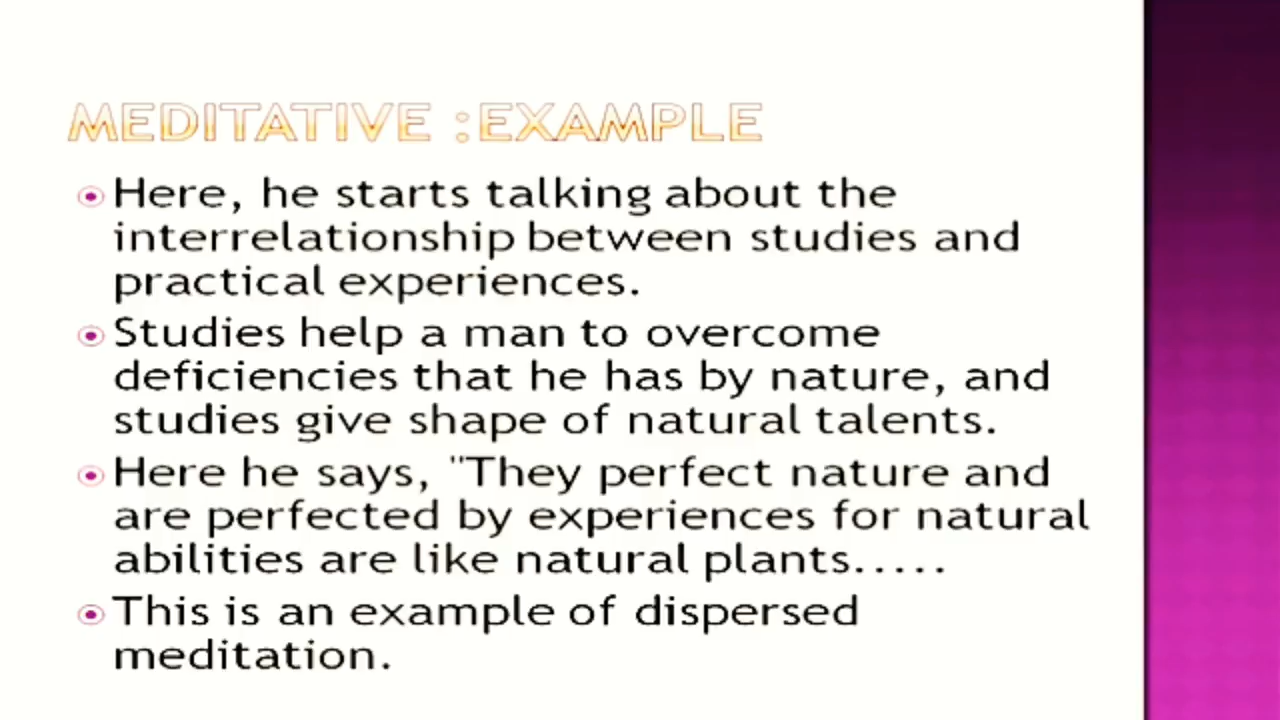 MEDITATIVE :EXAMPLE
Here, he starts talking about the
interrelationship between studies and
practical experiences.
Studies help a man to overcome
deficiencies that he has by nature, and
studies give shape of natural talents.
Here he says, "They perfect nature and
are perfected by experiences for natural
abilities are like natural plants.....
This is an example of dispersed
meditation.